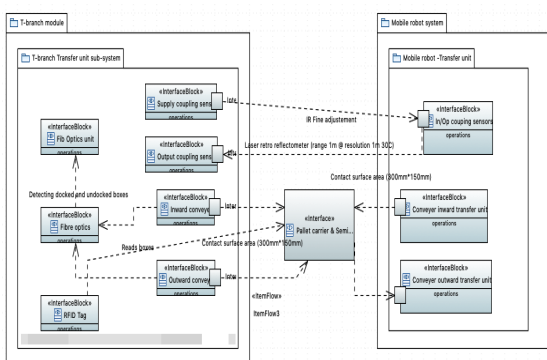 T-branch module
T-branch Transfer unit sub-system
«InterfaceBlock»
Supply coupling sens
operations
Inte
«InterfaceBlock»
Fib Optics unit
operations
«InterfaceBlock»
Output coupling sens
operations
Detecting docked and undocked boxes
«InterfaceBlock»
Inward conveye
operations
Inter
«InterfaceBlock»
Fibre optics
operations
Reads boxes
Contact surface area (300mm*150mm)
«InterfaceBlock»
Outward convey
operations
Inte
«InterfaceBlock»
RFID Tag
operations
IR Fine adjustement
Laser retro reflectometer (range 1m @ resolution 1m 30C)
Contact surface area (300mm*150mm)
«Interface»
Pallet carrier & Semi...
«ItemFlow»
ItemFlow3
Mobile robot system
Mobile robot -Transfer unit
«InterfaceBlock»
In/Op couping sensors
operations
«InterfaceBlock»
Conveyer inward transfer unit
operations
«InterfaceBlock»
Conveyer outward transfer unit
operations